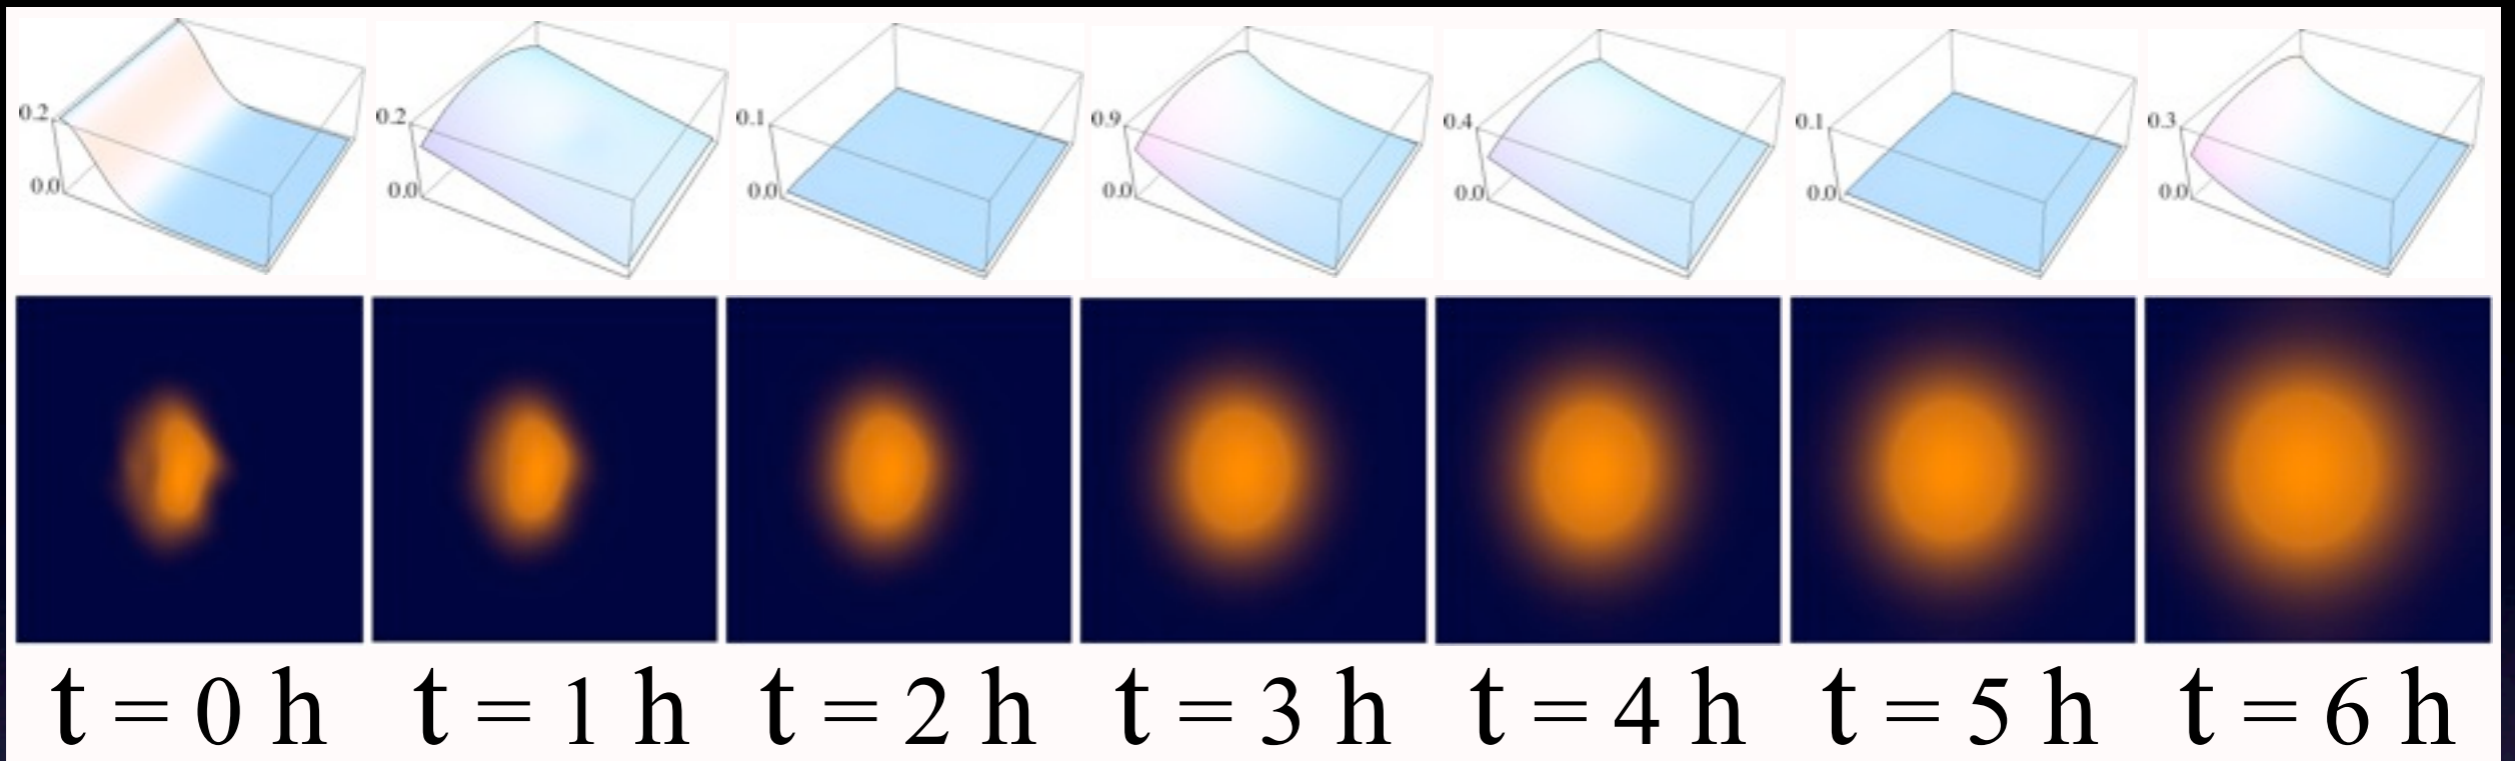 0.2 0.2 0.1 0.9 0.4 0.1 0.3
0.0 0.0 0.0 0.0 0.0 0.0 0.0
t = 0 h t = 1 h t = 2 h t = 3 h t = 4 h t = 5 h t = 6 h